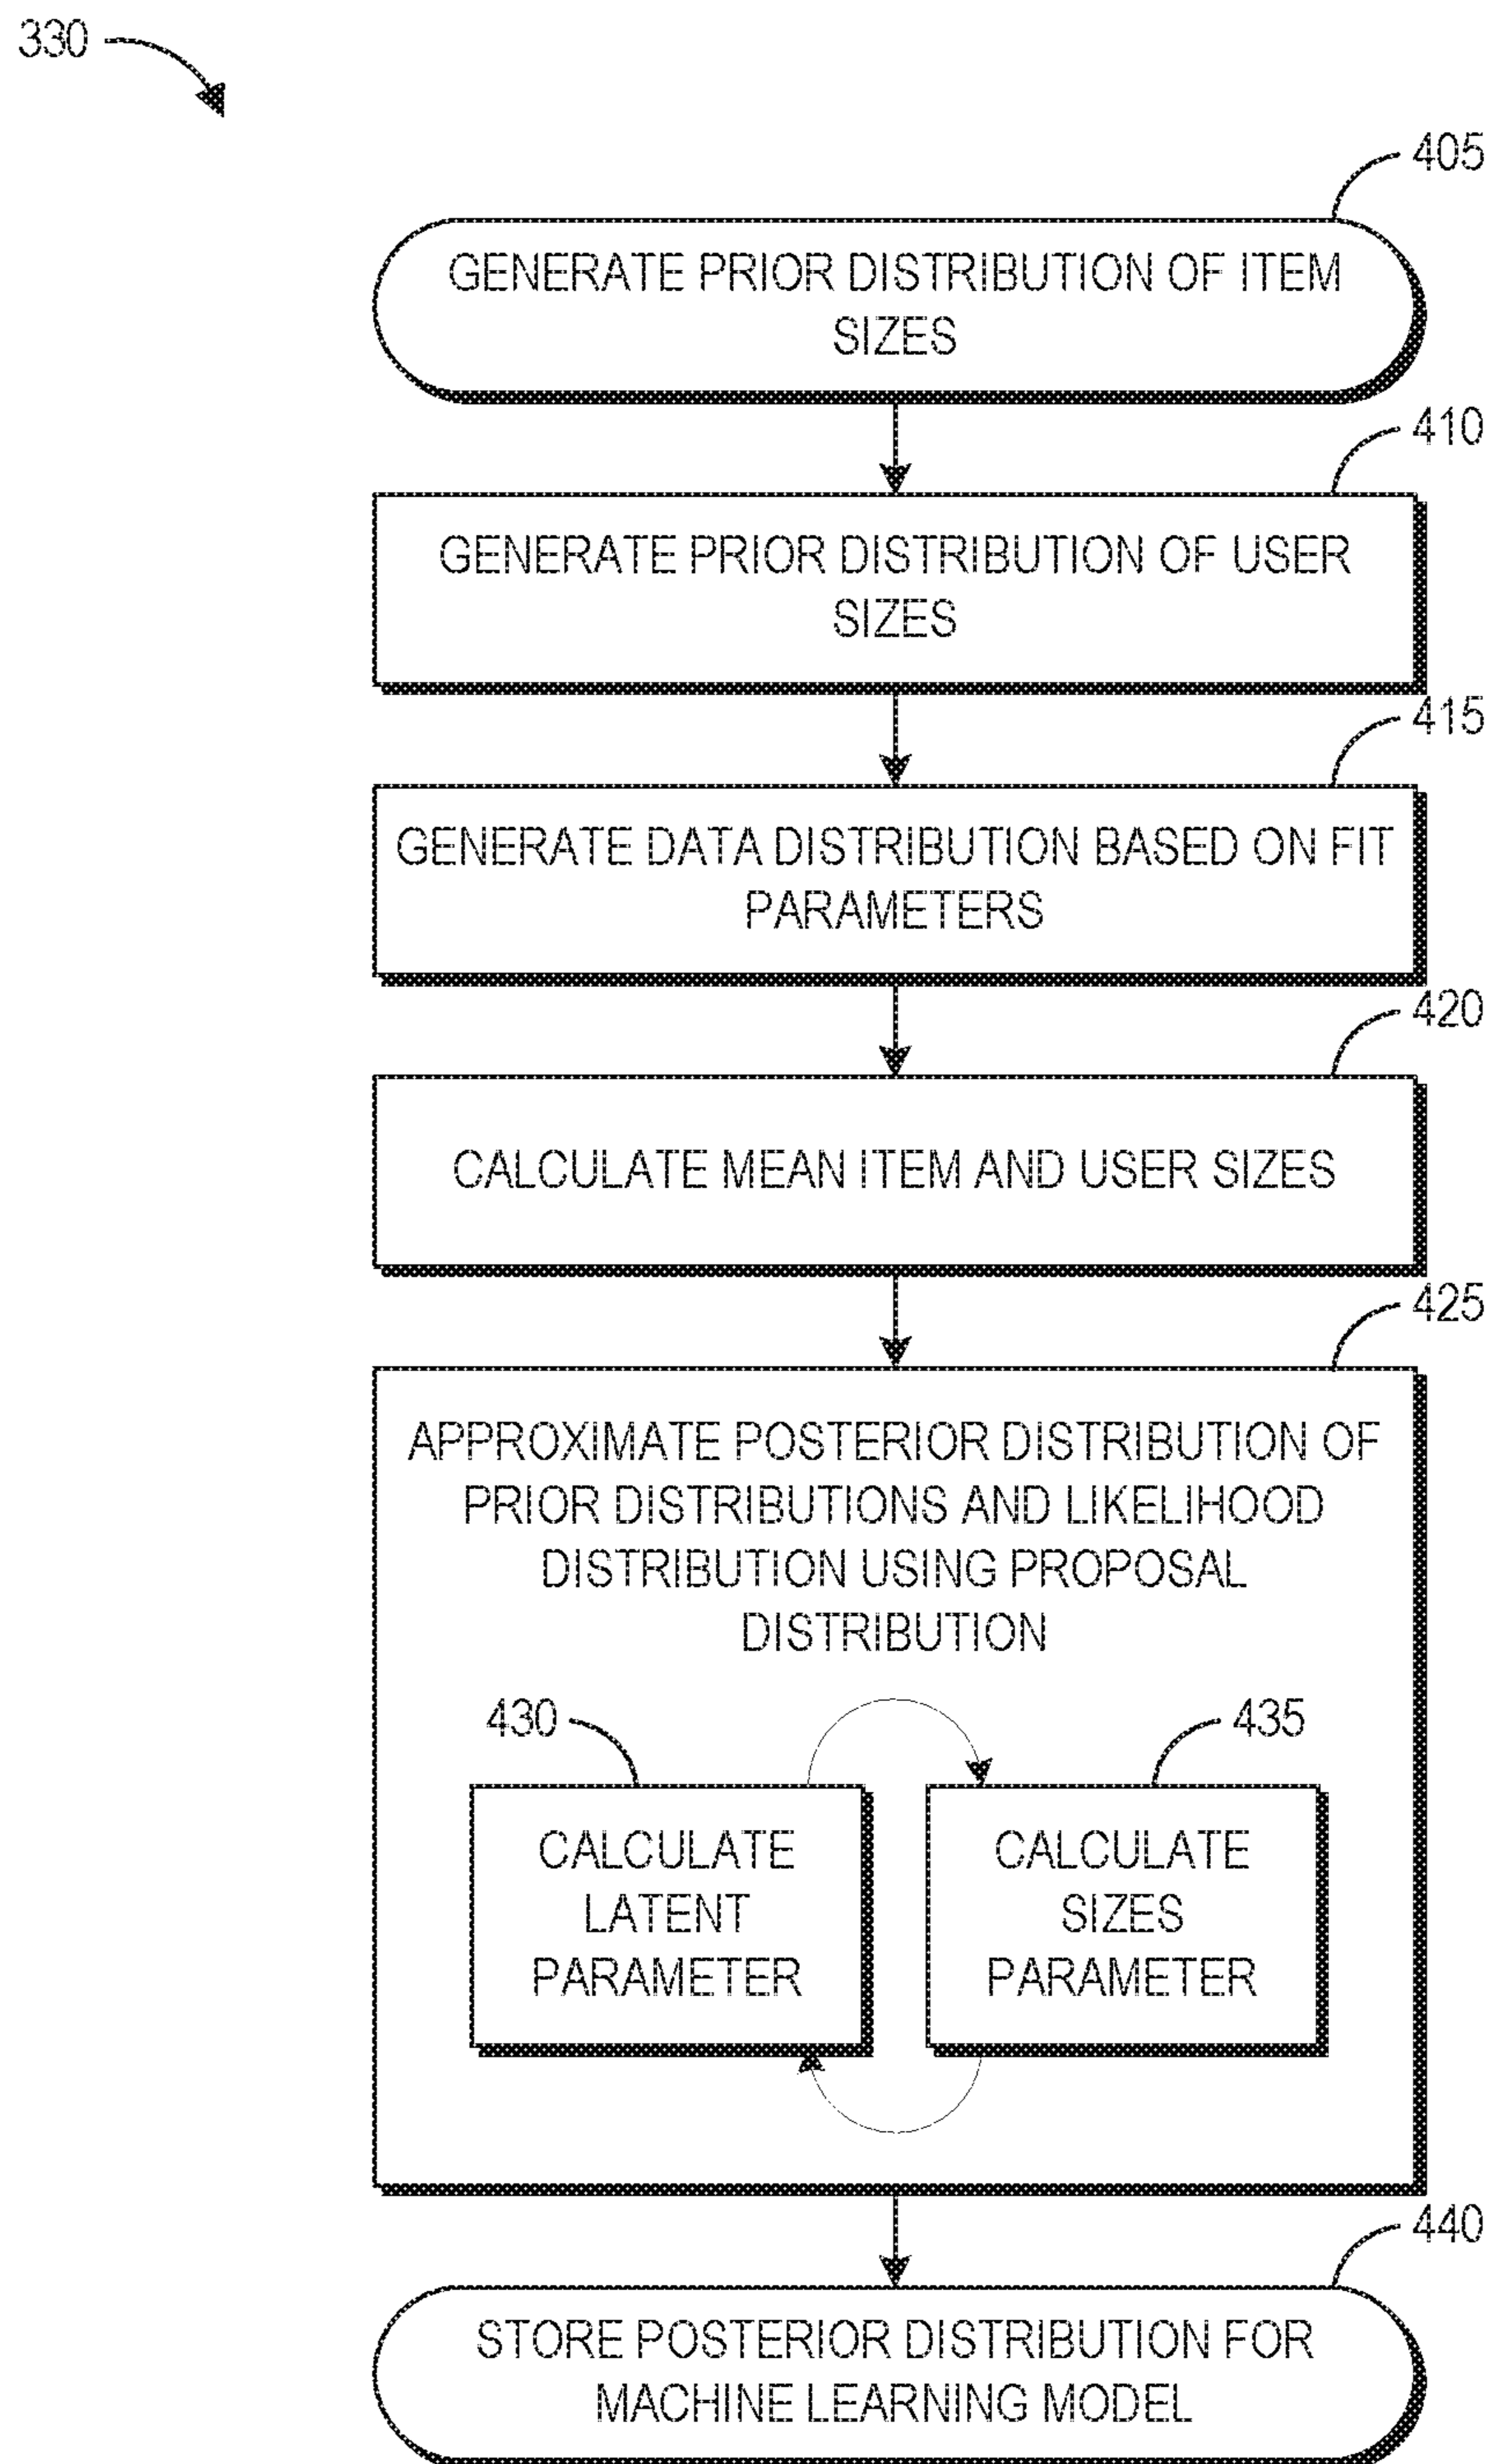 330
405
GENERATE PRIOR DISTRIBUTION OF ITEM
SIZES
410
GENERATE PRIOR DISTRIBUTION OF USER
SIZES
415
GENERATE DATA DISTRIBUTION BASED ON FIT
PARAMETERS
420
CALCULATE MEAN ITEM AND USER SIZES
425
APPROXIMATE POSTERIOR DISTRIBUTION OF
PRIOR DISTRIBUTIONS AND LIKELIHOOD
DISTRIBUTION USING PROPOSAL
DISTRIBUTION
430
CALCULATE
LATENT
PARAMETER
435
CALCULATE
SIZES
PARAMETER
440
STORE POSTERIOR DISTRIBUTION FOR
MACHINE LEARNING MODEL